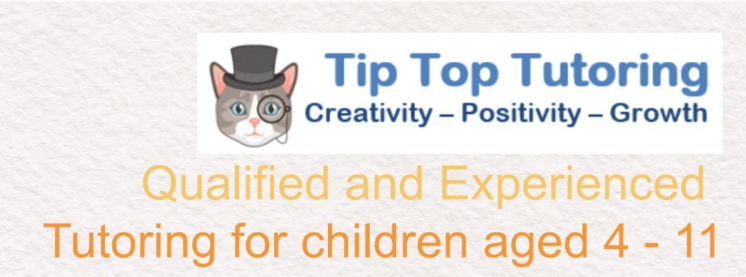 Tip Top Tutoring
Creativity – Positivity – Growth
Qualified and Experienced
Tutoring for children aged 4 - 11